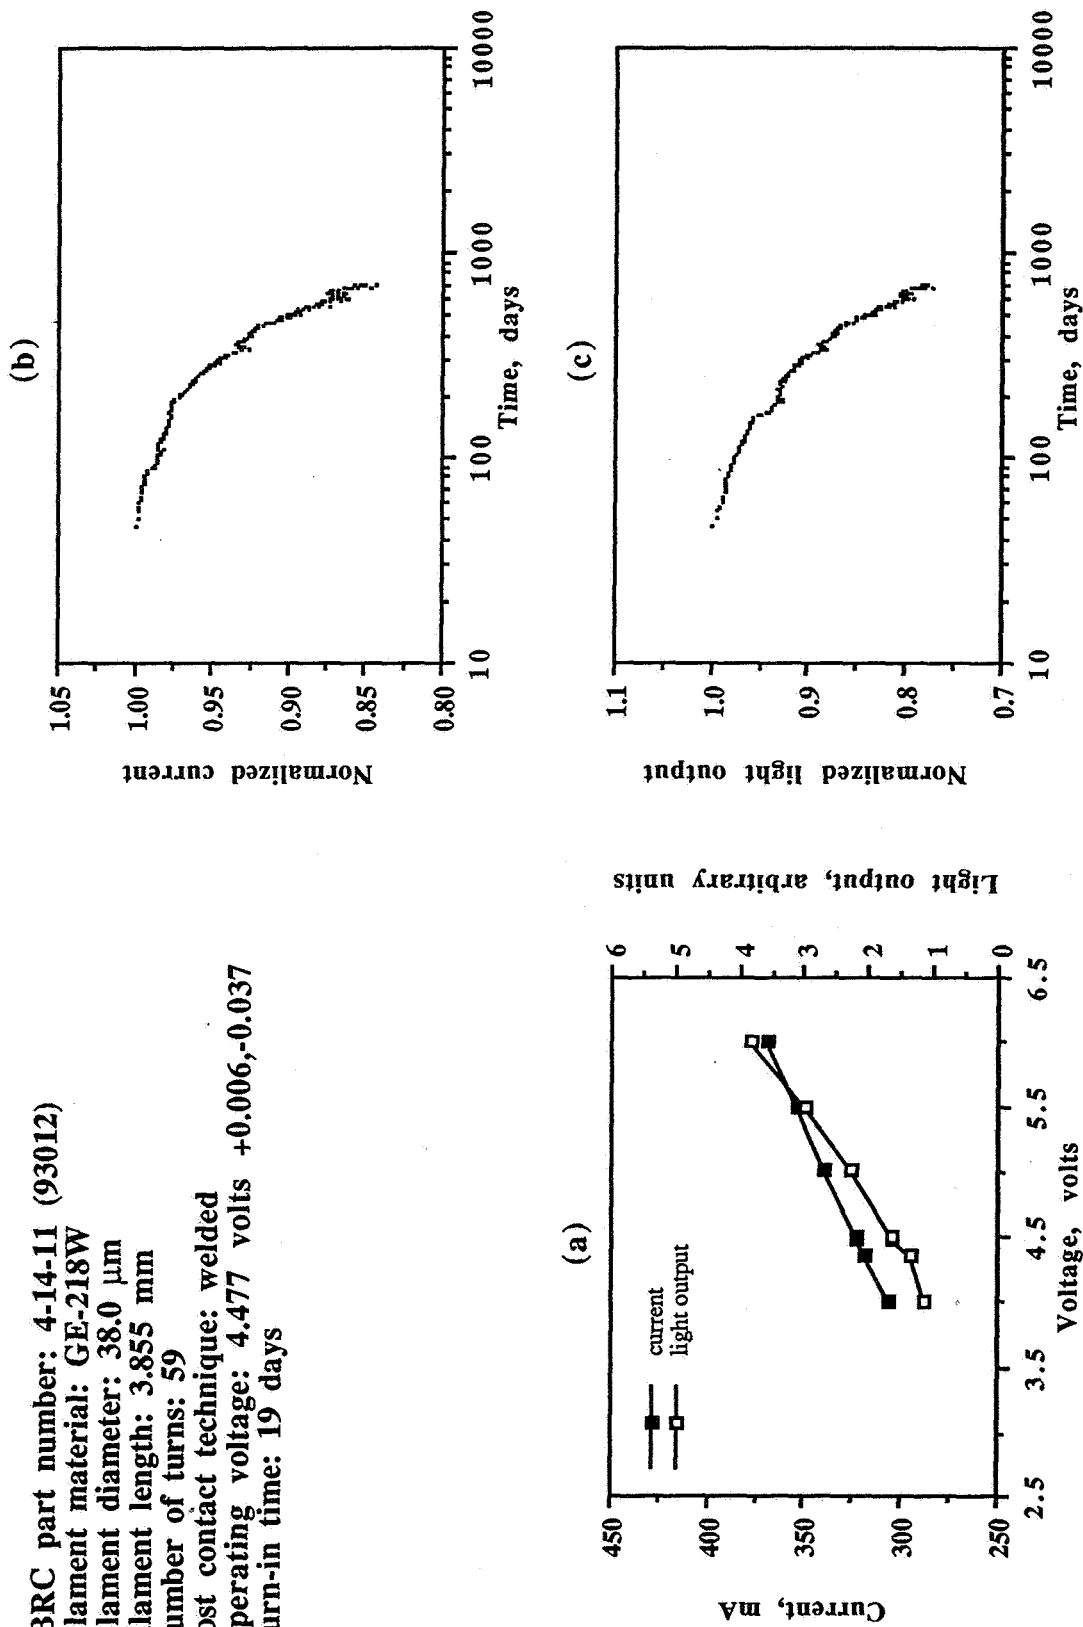 BRC part number: 4-14-11 (93012)
lament material: GE-218W
lament diameter: 38.0 μm
lament length: 3.855 mm
umber of turns: 59
ost contact technique: welded
perating voltage: 4.477 volts +0.006,-0.037
urn-in time: 19 days
(a)
current
light output
450
400
350
300
250
Current, mA
6
5
4
3
2
1
0
Light output, arbitrary units
2.5
3.5
4.5
5.5
6.5
Voltage, volts
(b)
1.05
1.00
0.95
0.90
0.85
0.80
Normalized current
10
100
1000
10000
Time, days
(c)
1.1
1.0
0.9
0.8
0.7
Normalized light output
10
100
1000
10000
Time, days